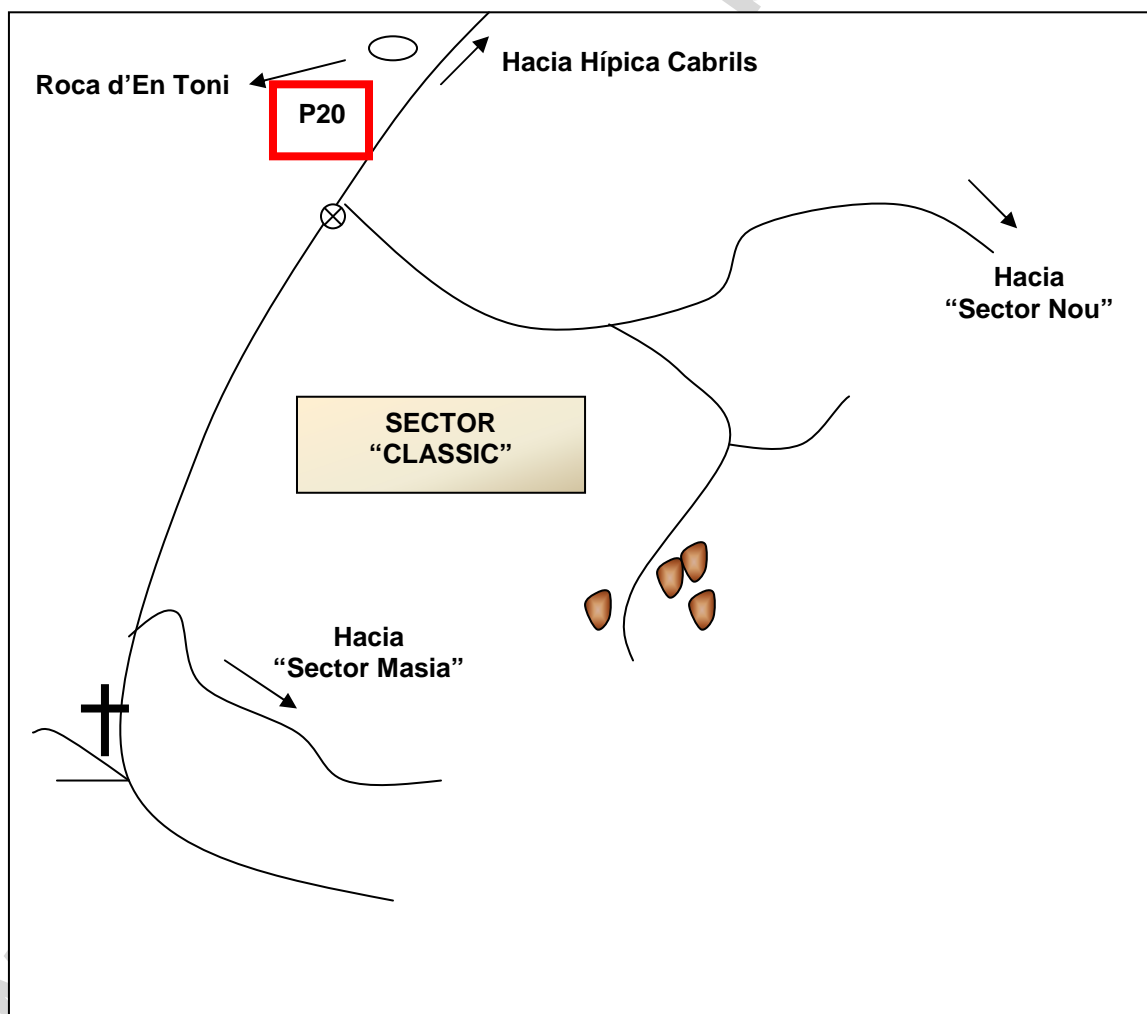 Hacia Hípica Cabrils
Roca d’En Toni
P20
Hacia
“Sector Nou”
SECTOR
“CLASSIC”
Hacia
“Sector Masia”